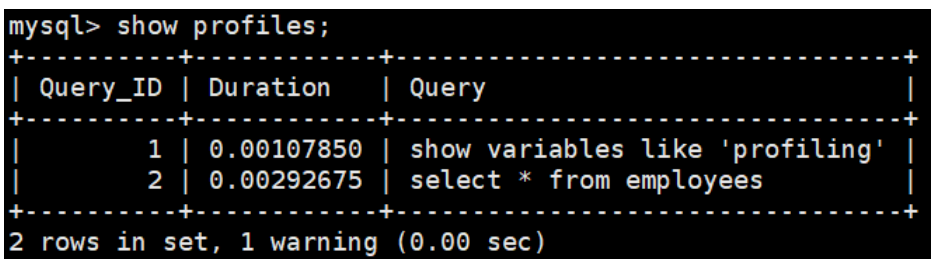 mysql> show profiles;
+----------+------------+---------------------------------+
| Query_ID | Duration   | Query                           |
+----------+------------+---------------------------------+
|        1 | 0.00107850 | show variables like 'profiling' |
|        2 | 0.00292675 | select * from employees         |
+----------+------------+---------------------------------+
2 rows in set, 1 warning (0.00 sec)